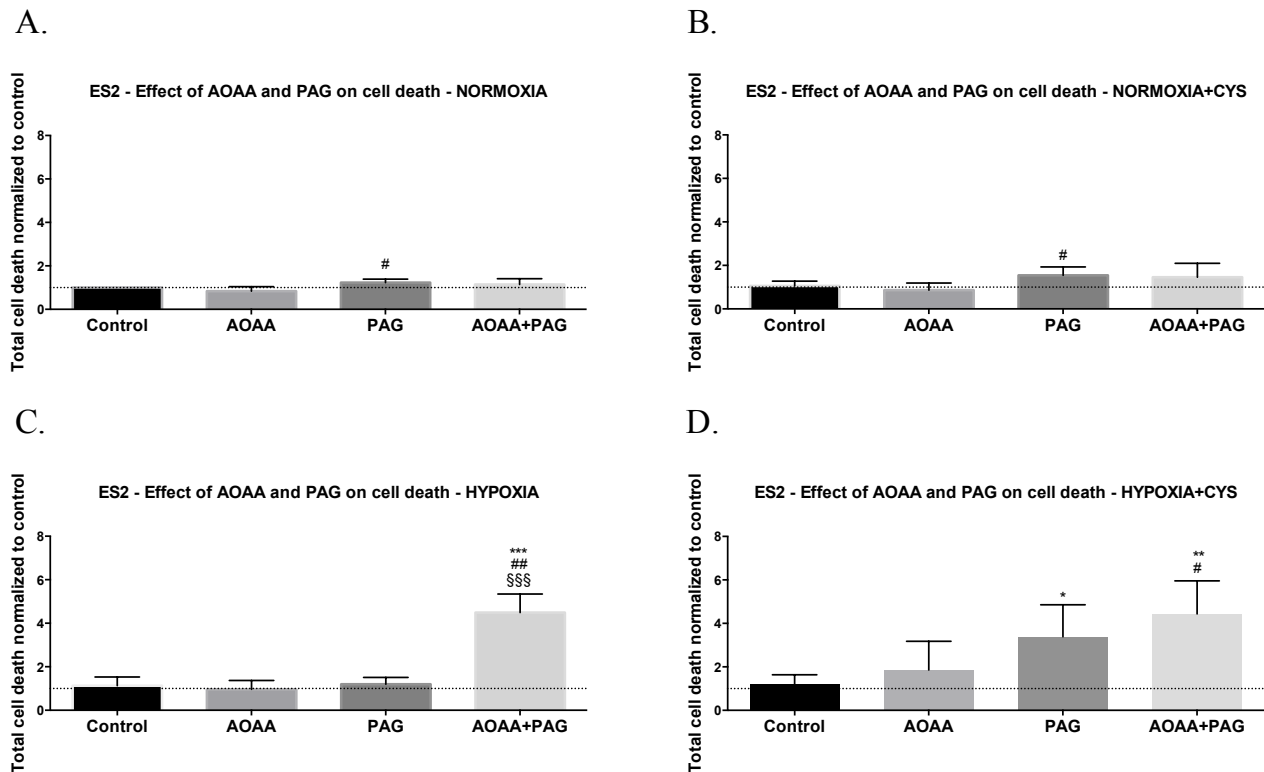 A.
ES2 - Effect of AOAA and PAG on cell death - NORMOXIA
Total cell death normalized to control
8
6
4
2
0
#
Control AOAA PAG AOAA+PAG
B.
ES2 - Effect of AOAA and PAG on cell death - NORMOXIA+CYS
Total cell death normalized to control
8
6
4
2
0
#
Control AOAA PAG AOAA+PAG
C.
ES2 - Effect of AOAA and PAG on cell death - HYPOXIA
Total cell death normalized to control
8
6
4
2
0
***
##
§§§
Control AOAA PAG AOAA+PAG
D.
ES2 - Effect of AOAA and PAG on cell death - HYPOXIA+CYS
Total cell death normalized to control
8
6
4
2
0
*
**
#
Control AOAA PAG AOAA+PAG